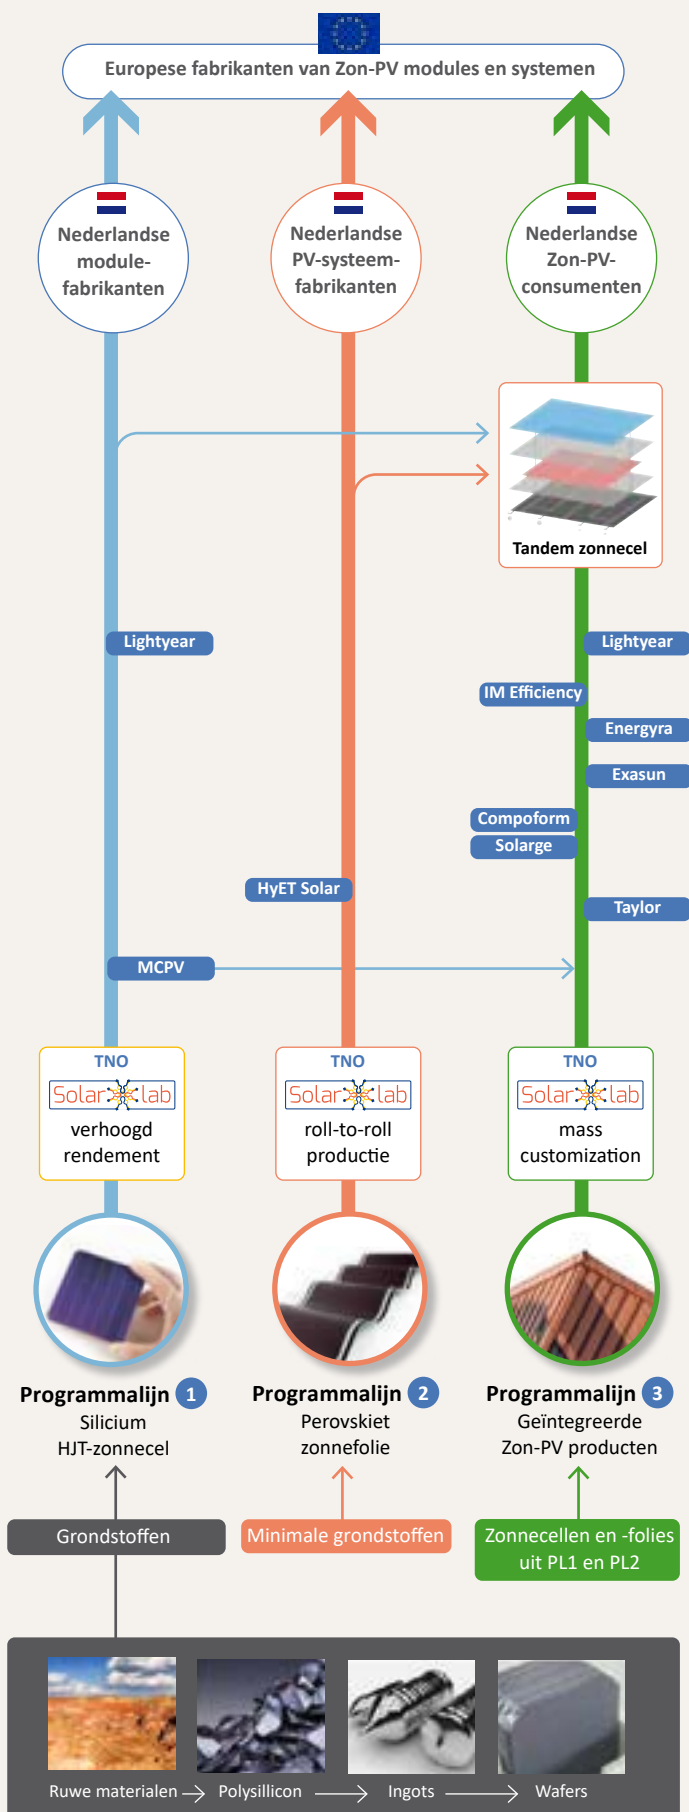 Europese fabrikanten van Zon-PV modules en systemen
Nederlandse
module-
fabrikanten
Nederlandse
PV-systeem-
fabrikanten
Nederlandse
Zon-PV-
consumenten
Tandem zonnecel
Lightyear
Lightyear
IM Efficiency
Energyra
Exasun
Compoform
Solarge
HyET Solar
Taylor
MCPV
TNO
Solar lab
verhoogd
rendement
TNO
Solar lab
roll-to-roll
productie
TNO
Solar lab
mass
customization
Programmalijn 1
Silicium
HJT-zonnecel
Programmalijn 2
Perovskiet
zonnefolie
Programmalijn 3
Geïntegreerde
Zon-PV producten
Grondstoffen
Minimale grondstoffen
Zonnecellen en -folies
uit PL1 en PL2
Ruwe materialen
Polysillicon
Ingots
Wafers